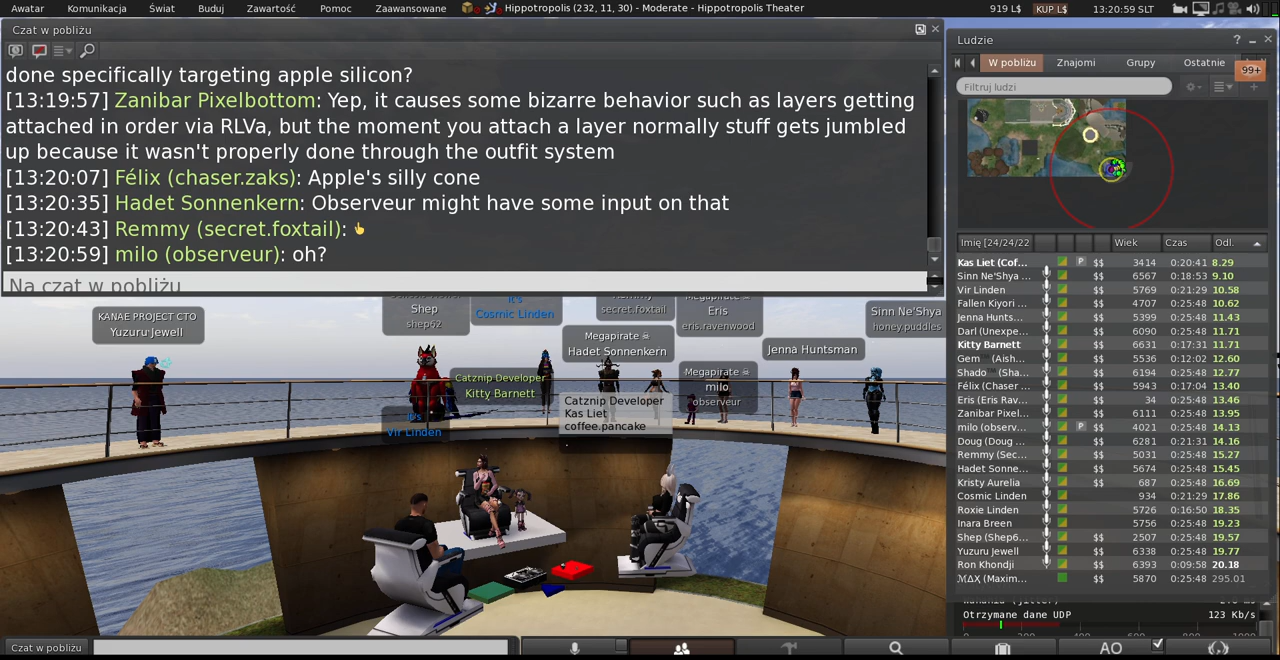 Awatar Komunikacja Świat Buduj Zawartość Pomoc Zaawansowane Hippotropolis (232, 11, 30) - Moderate - Hippotropolis Theater 919 L$ KUP L$ 13:20:59 SLT
Czat w pobliżu
done specifically targeting apple silicon?
[13:19:57] Zanibar Pixelbottom: Yep, it causes some bizarre behavior such as layers getting
attached in order via RLVa, but the moment you attach a layer normally stuff gets jumbled
up because it wasn't properly done through the outfit system
[13:20:07] Félix (chaser.zaks): Apple's silly cone
[13:20:35] Hadet Sonnenkern: Observeur might have some input on that
[13:20:43] Remmy (secret.foxtail): 👆
[13:20:59] milo (observeur): oh?
Na czat w pobliżu
KANAE PROJECT CTO
Yuzuru Jewell
Shep
shep62
It's
Cosmic Linden
secret.foxtail
Megapirate ☠
Eris
eris.ravenwood
Sinn Ne'Shya
honey.puddles
Megapirate ☠
Hadet Sonnenkern
Jenna Huntsman
Catznip Developer
Kitty Barnett
Megapirate ☠
milo
observeur
Catznip Developer
Kas Liet
coffee.pancake
It's
Vir Linden
Ludzie
? _ ×
W pobliżu Znajomi Grupy Ostatnie
99+
Filtruj ludzi
Imię [24/24/22 Wiek Czas Odl.
Kas Liet (Cof... P $$ 3414 0:20:41 8.29
Sinn Ne'Shya ... $$ 6567 0:18:53 9.10
Vir Linden $$ 5769 0:21:29 10.58
Fallen Kiyori ... $$ 4707 0:25:48 10.62
Jenna Hunts... $$ 5399 0:25:48 11.43
Darl (Unexpe... $$ 6090 0:25:48 11.71
Kitty Barnett $$ 6631 0:17:31 11.71
Gem™ (Aish... $$ 5536 0:12:02 12.60
Shado™ (Sha... $$ 6194 0:25:48 12.77
Félix (Chaser ... $$ 5943 0:17:04 13.40
Eris (Eris Rav... $$ 34 0:25:48 13.46
Zanibar Pixel... $$ 6111 0:25:48 13.95
milo (observ... P $$ 4021 0:25:48 14.13
Doug (Doug ... $$ 6281 0:21:31 14.16
Remmy (Sec... $$ 5031 0:25:48 15.27
Hadet Sonne... $$ 5674 0:25:48 15.45
Kristy Aurelia $$ 687 0:25:48 16.69
Cosmic Linden 934 0:21:29 17.86
Roxie Linden $$ 5726 0:16:50 18.35
Inara Breen $$ 5756 0:25:48 19.23
Shep (Shep6... $$ 2507 0:25:48 19.57
Yuzuru Jewell $$ 6338 0:25:48 19.77
Ron Khondji $$ 6393 0:09:58 20.18
ℳΔҲ (Maxim... $$ 5870 0:25:48 295.01
Otrzymane dane UDP 123 Kb/s
Czat w pobliżu
AO